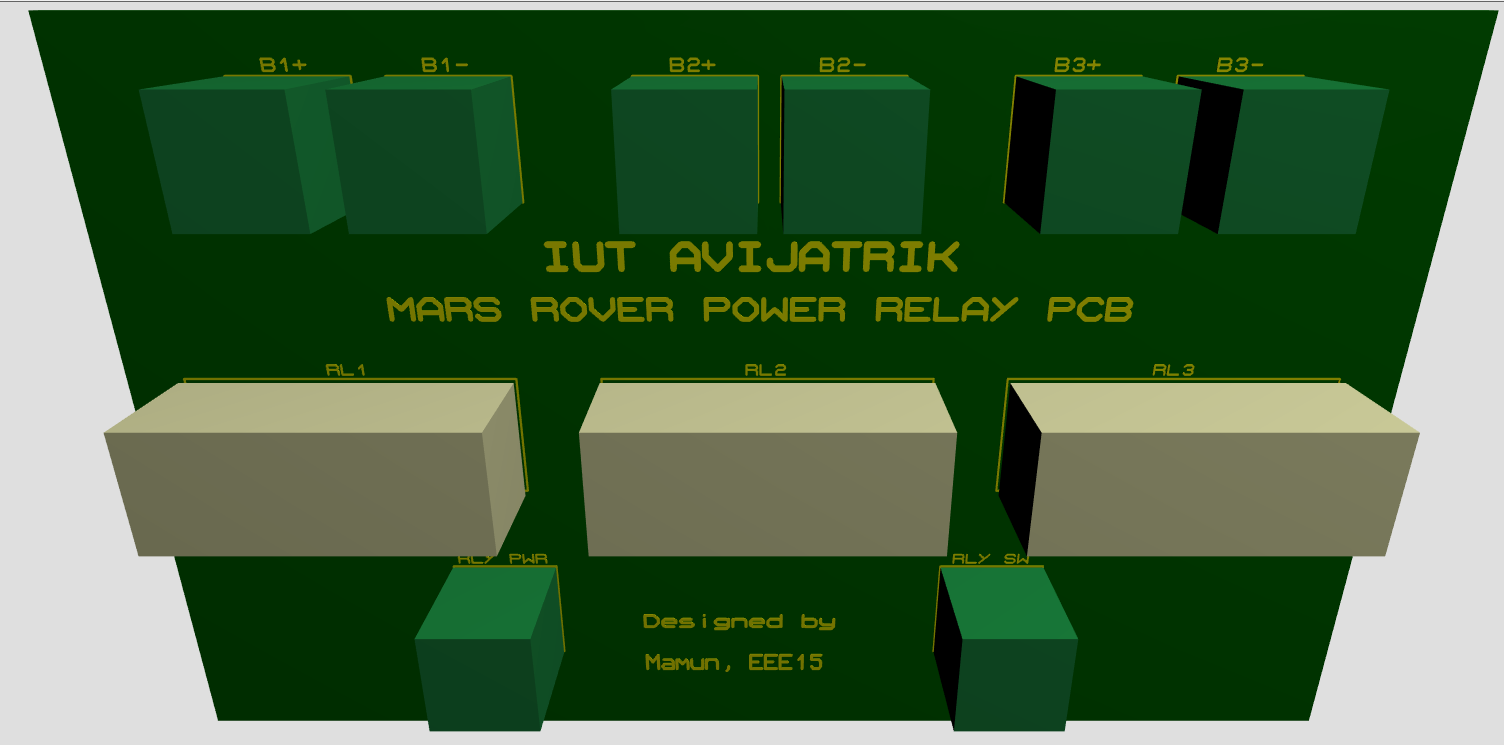 B1+ B1- B2+ B2- B3+ B3-
IUT AVIJATRIK
MARS ROVER POWER RELAY PCB
RL1 RL2 RL3
RLY PWR RLY SW
Designed by
Mamun, EEE15